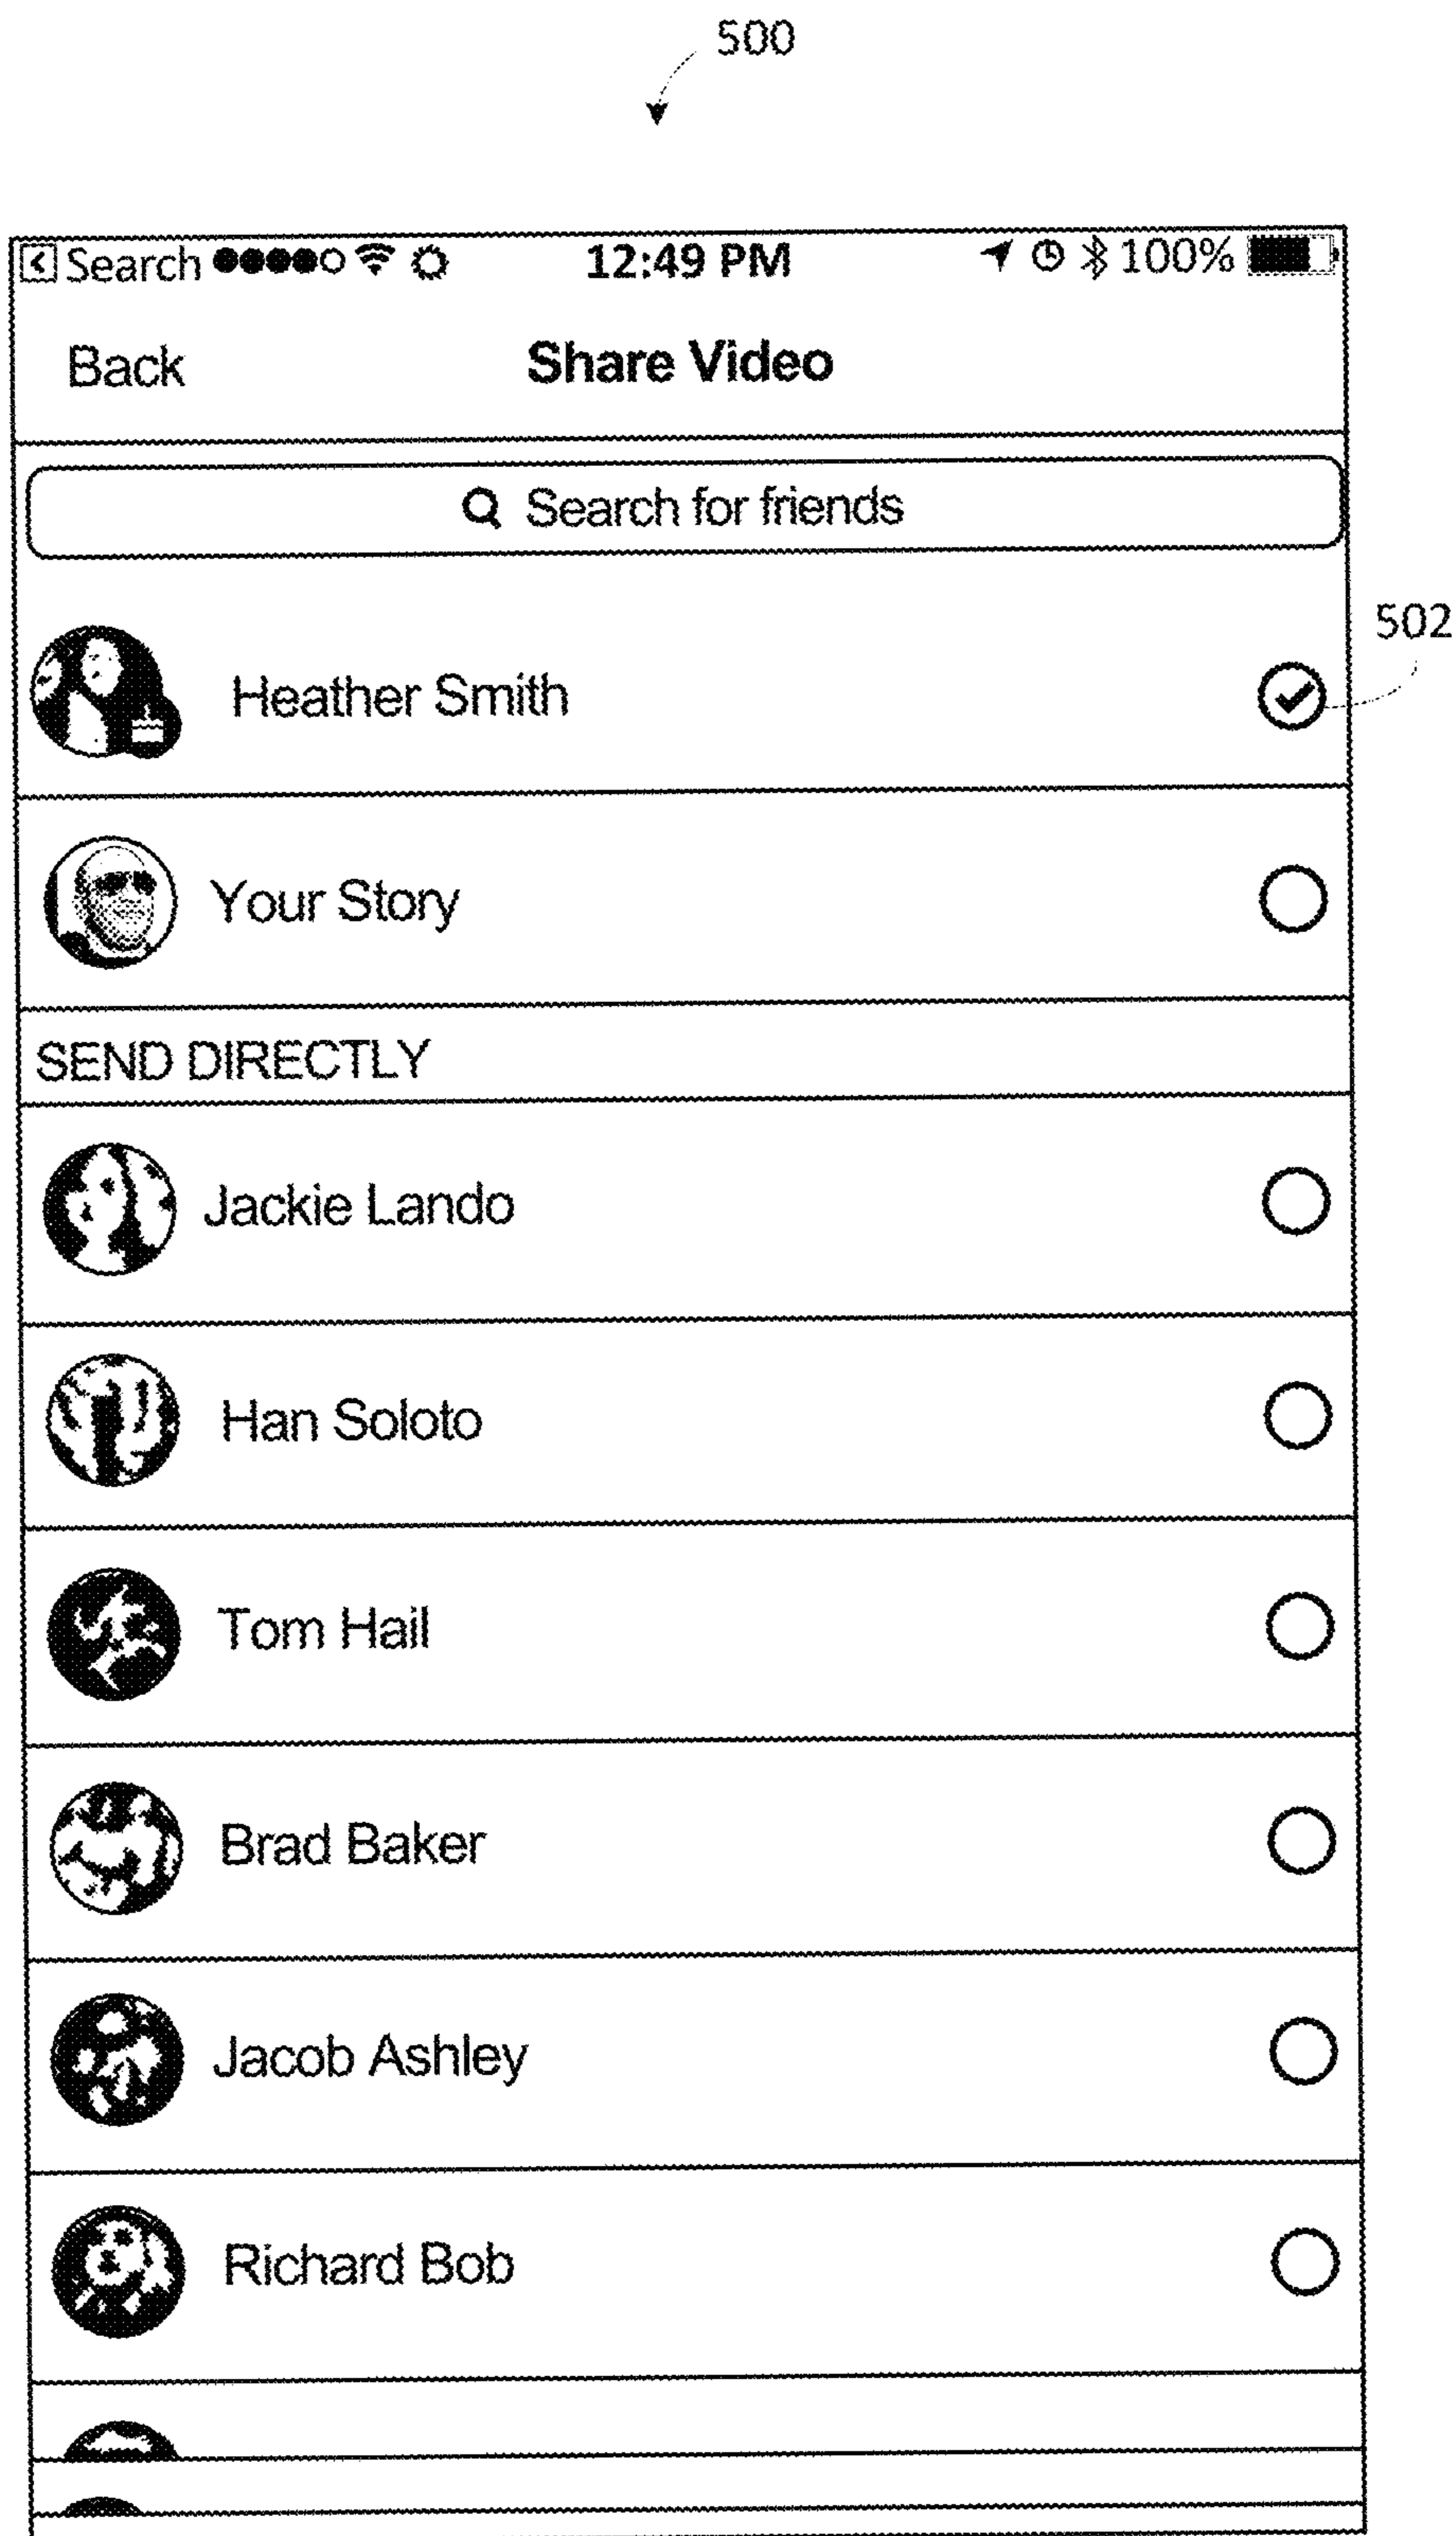 500
Search 12:49 PM 100%
Back Share Video
Search for friends
502
Heather Smith
Your Story
SEND DIRECTLY
Jackie Lando
Han Soloto
Tom Hail
Brad Baker
Jacob Ashley
Richard Bob